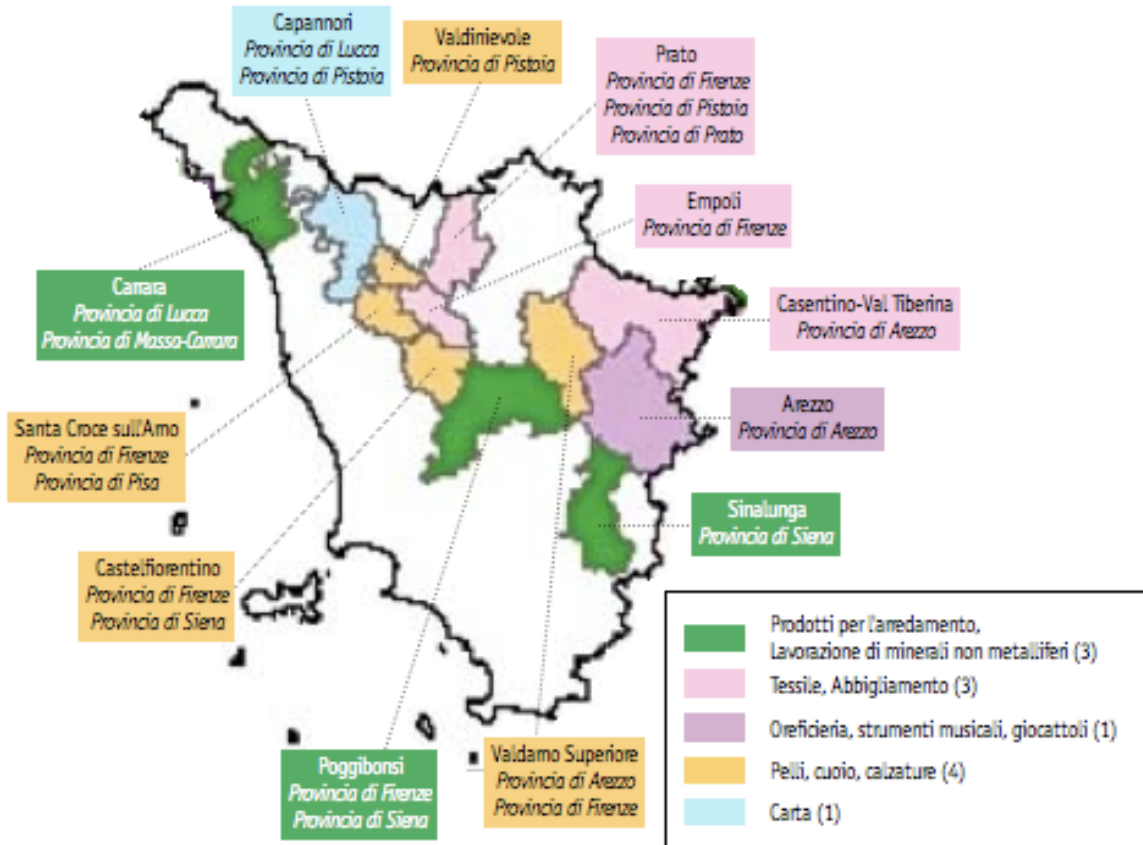 Capannori
Provincia di Lucca
Provincia di Pistoia
Valdinievole
Provincia di Pistoia
Prato
Provincia di Firenze
Provincia di Pistoia
Provincia di Prato
Empoli
Provincia di Firenze
Carrara
Provincia di Lucca
Provincia di Massa-Carrara
Casentino-Val Tiberina
Provincia di Arezzo
Santa Croce sull'Arno
Provincia di Firenze
Provincia di Pisa
Arezzo
Provincia di Arezzo
Sinalunga
Provincia di Siena
Castelfiorentino
Provincia di Firenze
Provincia di Siena
Poggibonsi
Provincia di Firenze
Provincia di Siena
Valdarno Superiore
Provincia di Arezzo
Provincia di Firenze
Prodotti per l'arredamento,
Lavorazione di minerali non metalliferi (3)
Tessile, Abbigliamento (3)
Oreficieria, strumenti musicali, giocattoli (1)
Pelli, cuoio, calzature (4)
Carta (1)